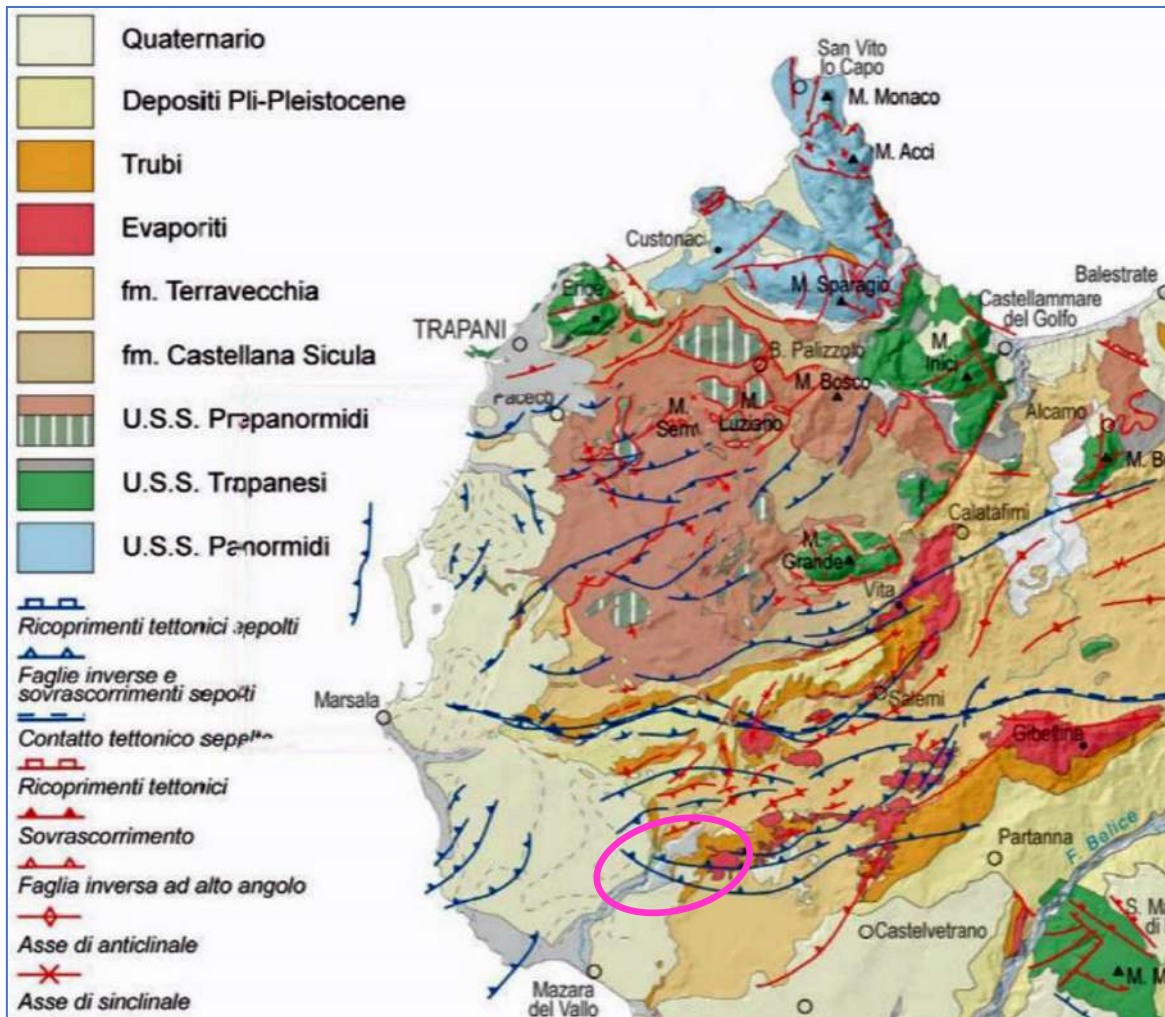 Quaternario
Depositi Pli-Pleistocene
Trubi
Evaporiti
fm. Terravecchia
fm. Castellana Sicula
U.S.S. Prepanormidi
U.S.S. Trapanesi
U.S.S. Panormidi
Ricoprimenti tettonici sepolti
Faglie inverse e
sovrascorrimenti sepolti
Contatto tettonico
Ricoprimenti tettonici
Sovrascorrimento
Faglia inversa ad alto angolo
Asse di anticlinale
Asse di sinclinale
San Vito
lo Capo
M. Monaco
M. Acci
Custonaci
M. Sparagio
Balestrate
Castellammare
del Golfo
Erice
TRAPANI
M.
Inici
B. Palizzolo
M. Bosco
Paceco
M.
M.
Luziano
Alcamo
Calatafimi
M.
Grande
Vita
Marsala
Salemi
Gibellina
Partanna
F. Belice
Castelvetrano
Mazara
del Vallo